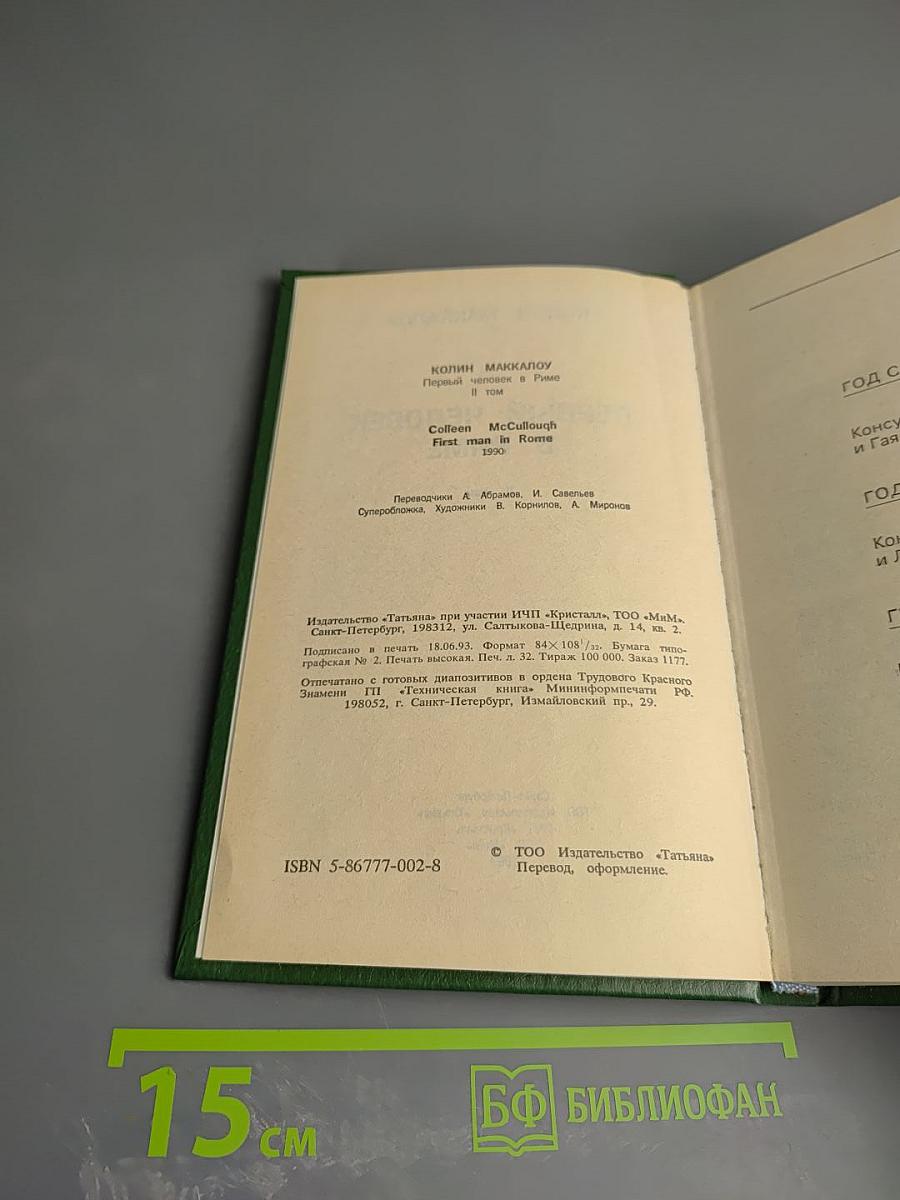 КОЛИН МАККАЛОУ
Первый человек в Риме
II том
Colleen McCullough
First man in Rome
1990
Переводчики А. Абрамов, И. Савельев
Суперобложка, Художники В. Корнилов, А. Миронов
Издательство «Татьяна» при участии ИЧП «Кристалл», ТОО «МиМ».
Санкт-Петербург, 198312, ул. Салтыкова-Щедрина, д. 14, кв. 2.
Подписано в печать 18.06.93. Формат 84×108¹/₃₂. Бумага типо-
графская № 2. Печать высокая. Печ. л. 32. Тираж 100 000. Заказ 1177.
Отпечатано с готовых диапозитивов в ордена Трудового Красного
Знамени ГП «Техническая книга» Мининформпечати РФ.
198052, г. Санкт-Петербург, Измайловский пр., 29.
ISBN 5-86777-002-8
© ТОО Издательство «Татьяна»
Перевод, оформление.
ГОД С
Консу
и Гая
ГОД
Кон
и Л
15 см
БФ БИБЛИОФАН